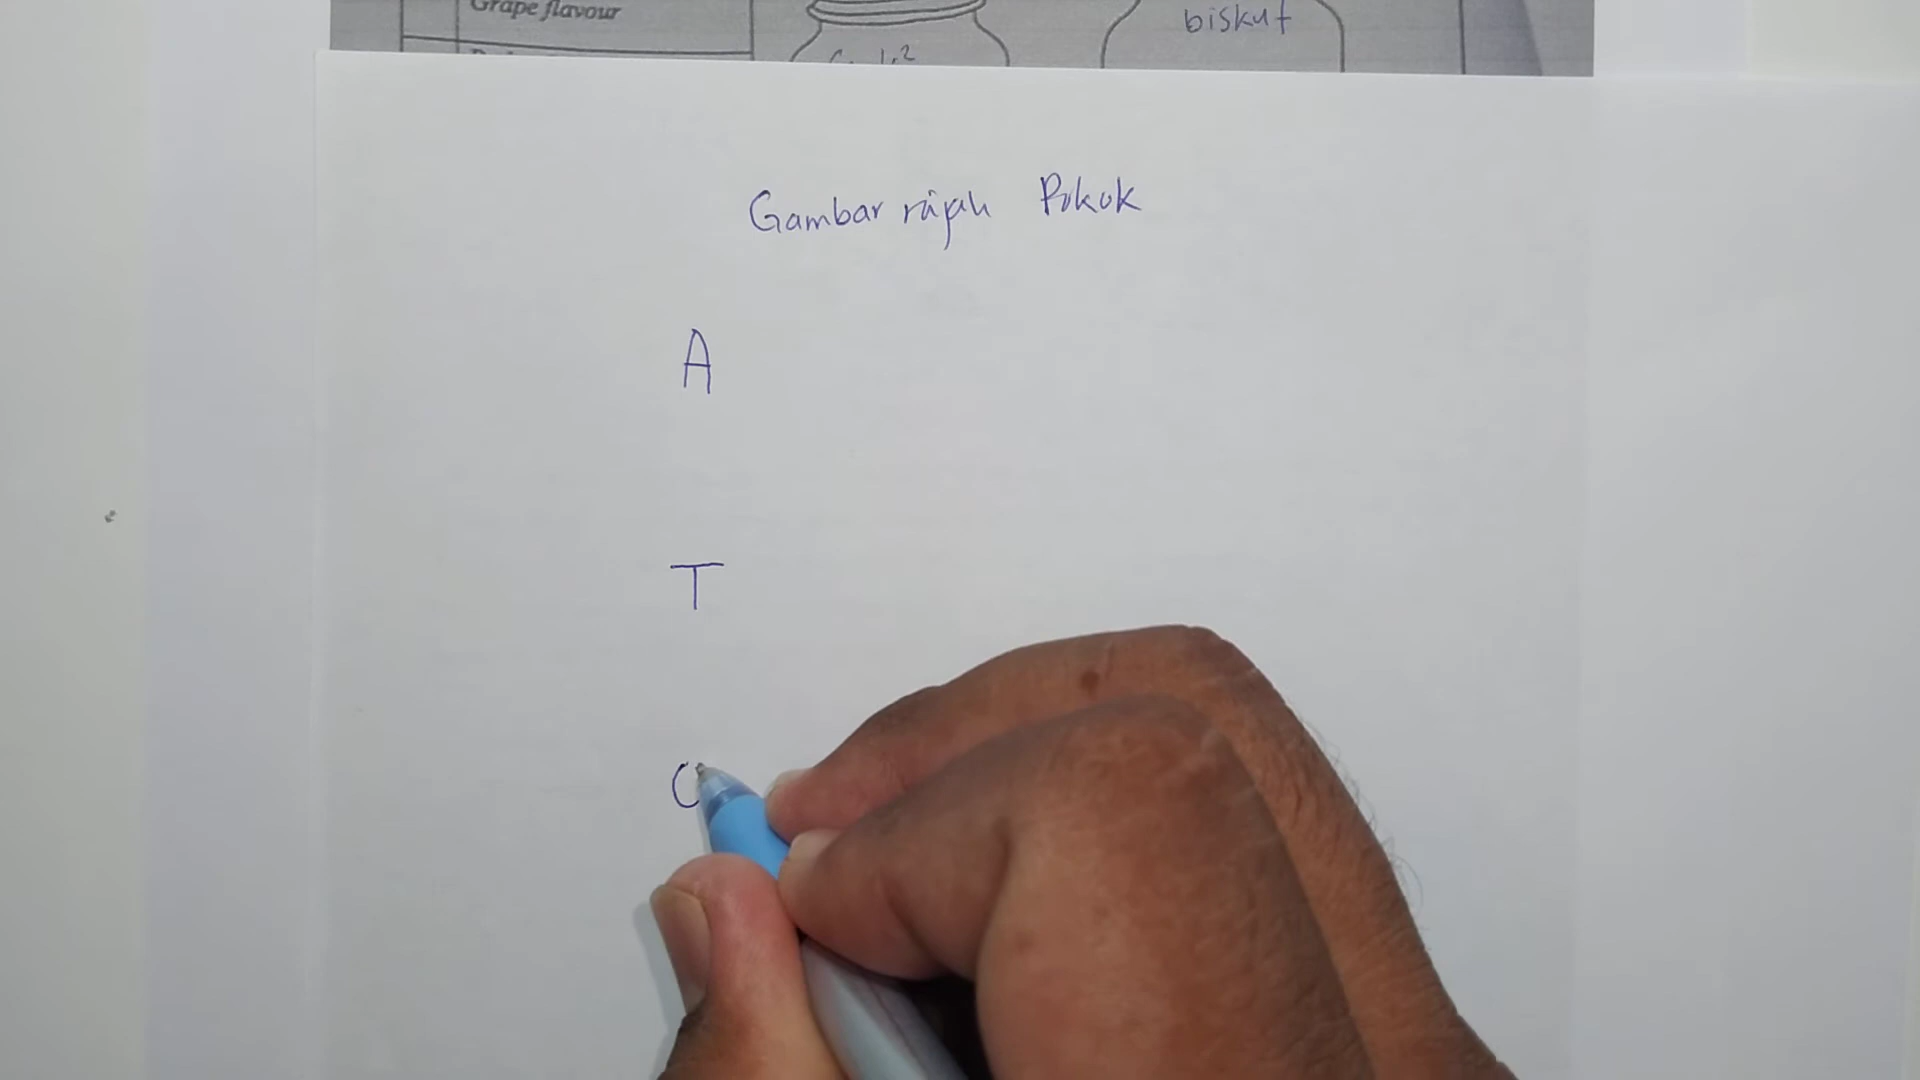 Grape flavour
biskut
Gambar rajah Pokok
A
T